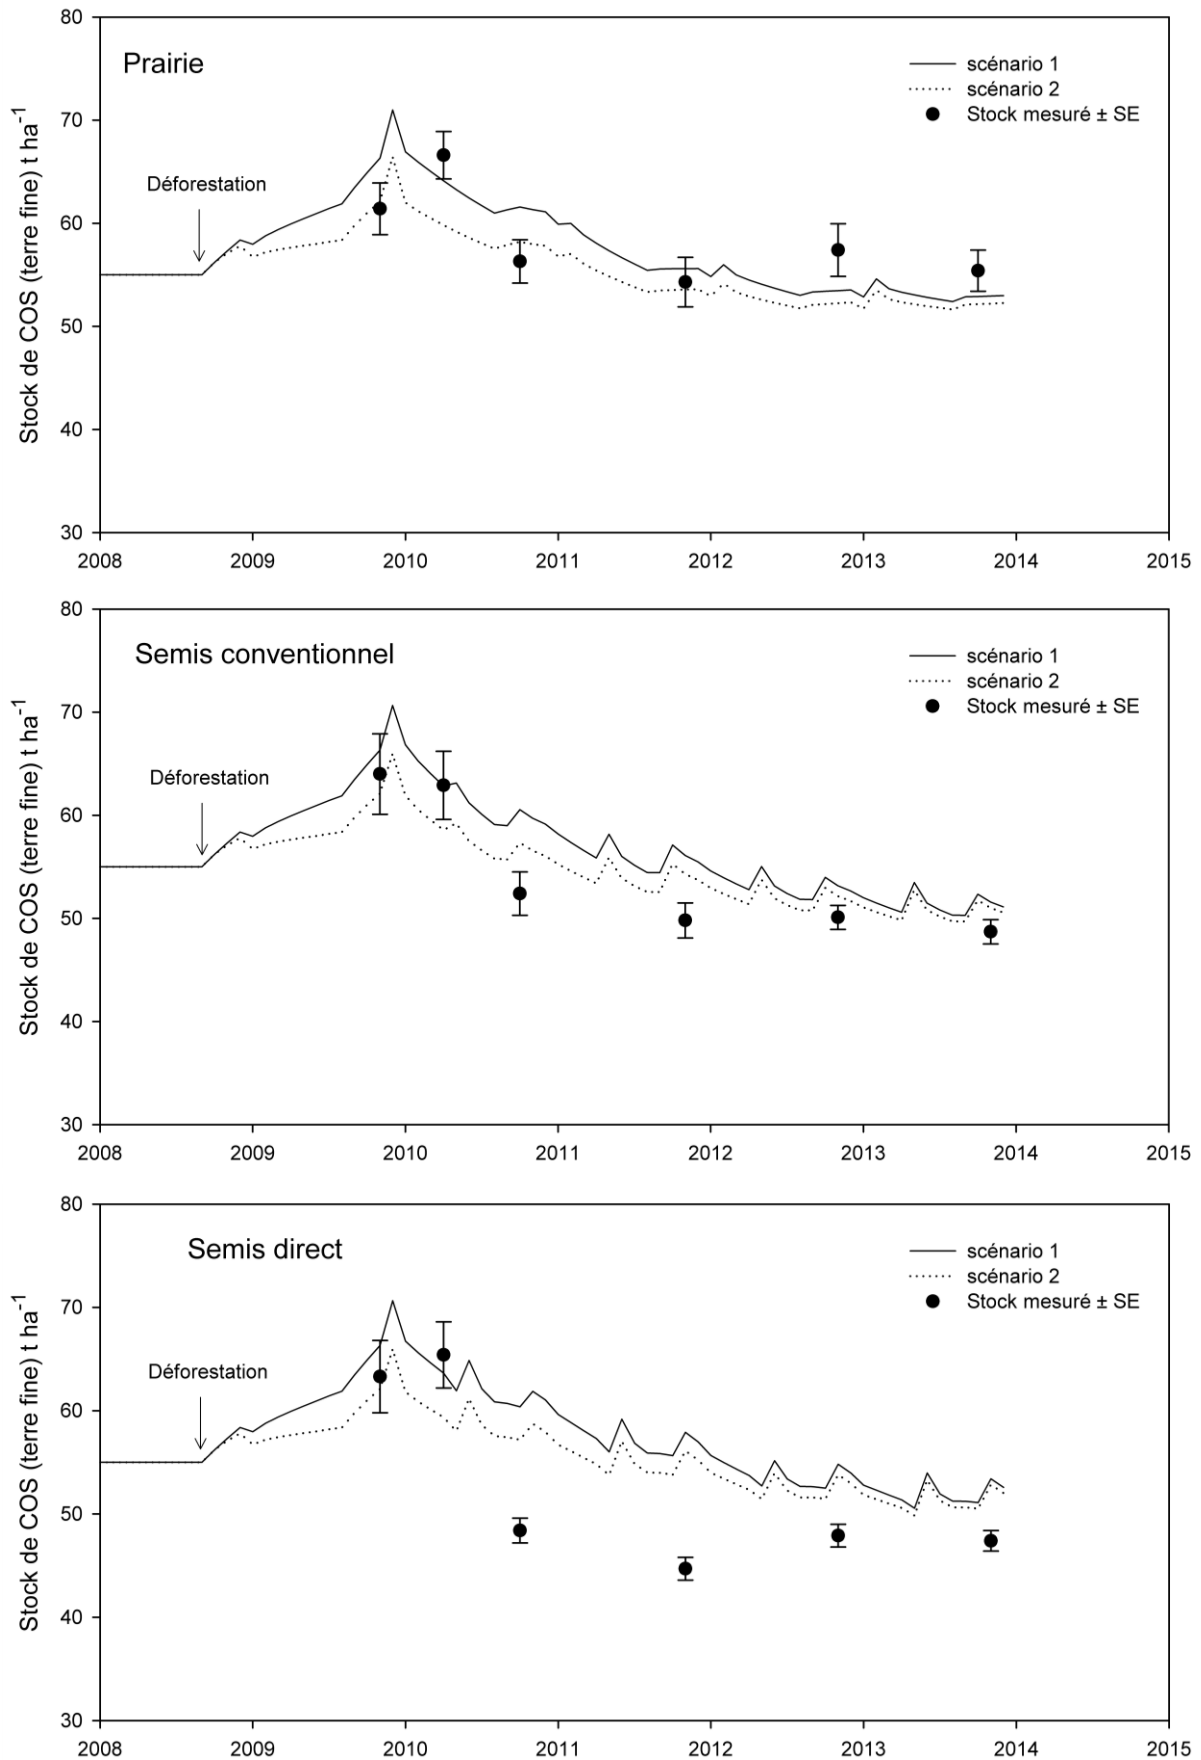 80
Prairie
scénario 1
scénario 2
Stock mesuré ± SE
70
Déforestation
60
50
40
30
Stock de COS (terre fine) t ha⁻¹
2008 2009 2010 2011 2012 2013 2014 2015
80
Semis conventionnel
scénario 1
scénario 2
Stock mesuré ± SE
70
Déforestation
60
50
40
30
Stock de COS (terre fine) t ha⁻¹
2008 2009 2010 2011 2012 2013 2014 2015
80
Semis direct
scénario 1
scénario 2
Stock mesuré ± SE
70
Déforestation
60
50
40
30
Stock de COS (terre fine) t ha⁻¹
2008 2009 2010 2011 2012 2013 2014 2015